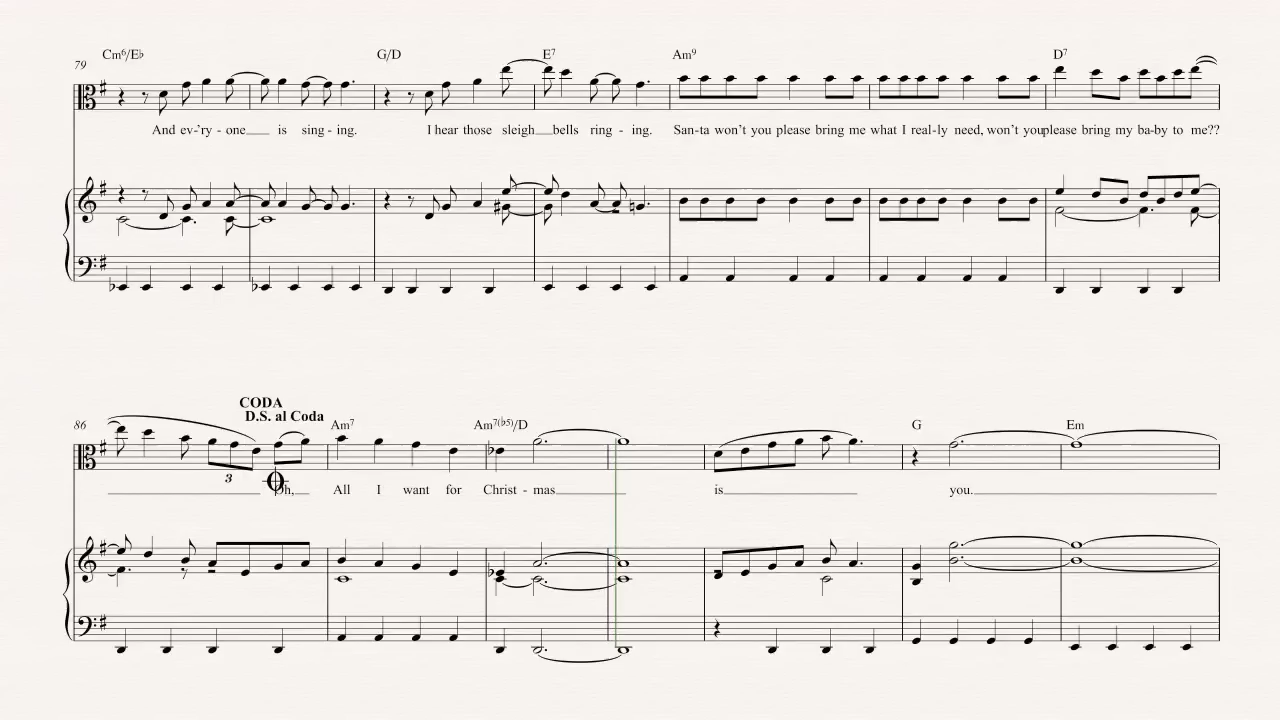 Cm⁶/E♭ G/D E⁷ Am⁹ D⁷
79
And ev-'ry - one is sing - ing. I hear those sleigh bells ring - ing. San-ta won't you please bring me what I real-ly need, won't you please bring my ba-by to me??
CODA
D.S. al Coda
86 Am⁷ Am⁷⁽♭⁵⁾/D G Em
3
Oh, All I want for Christ - mas is you.